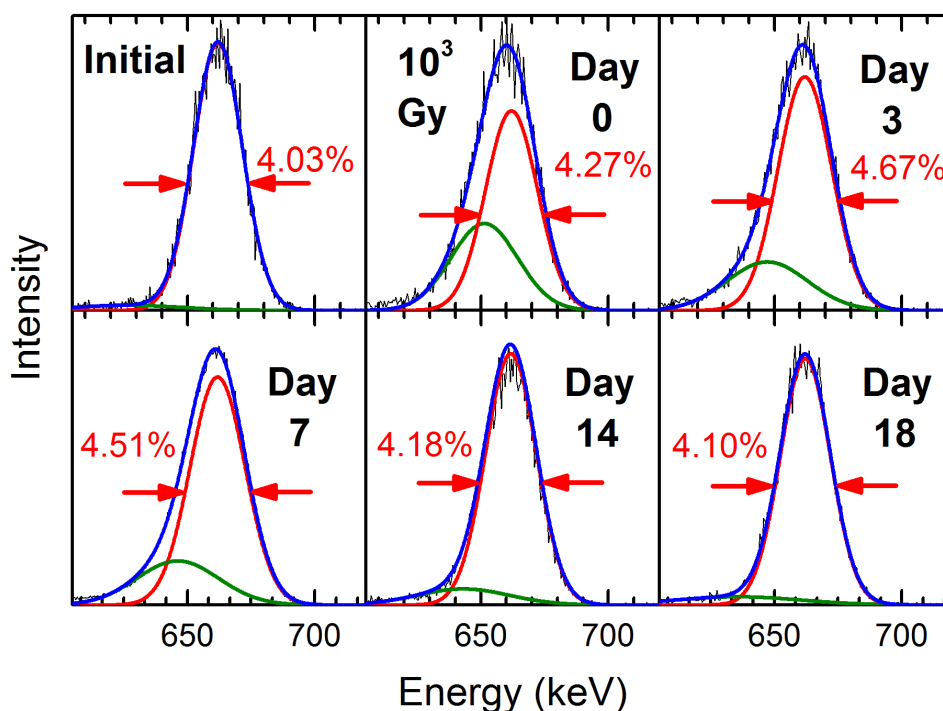 Initial
4.03%
10³
Gy
Day
0
4.27%
Day
3
4.67%
Day
7
4.51%
Day
14
4.18%
Day
18
4.10%
650 700 650 700 650 700
Intensity
Energy (keV)